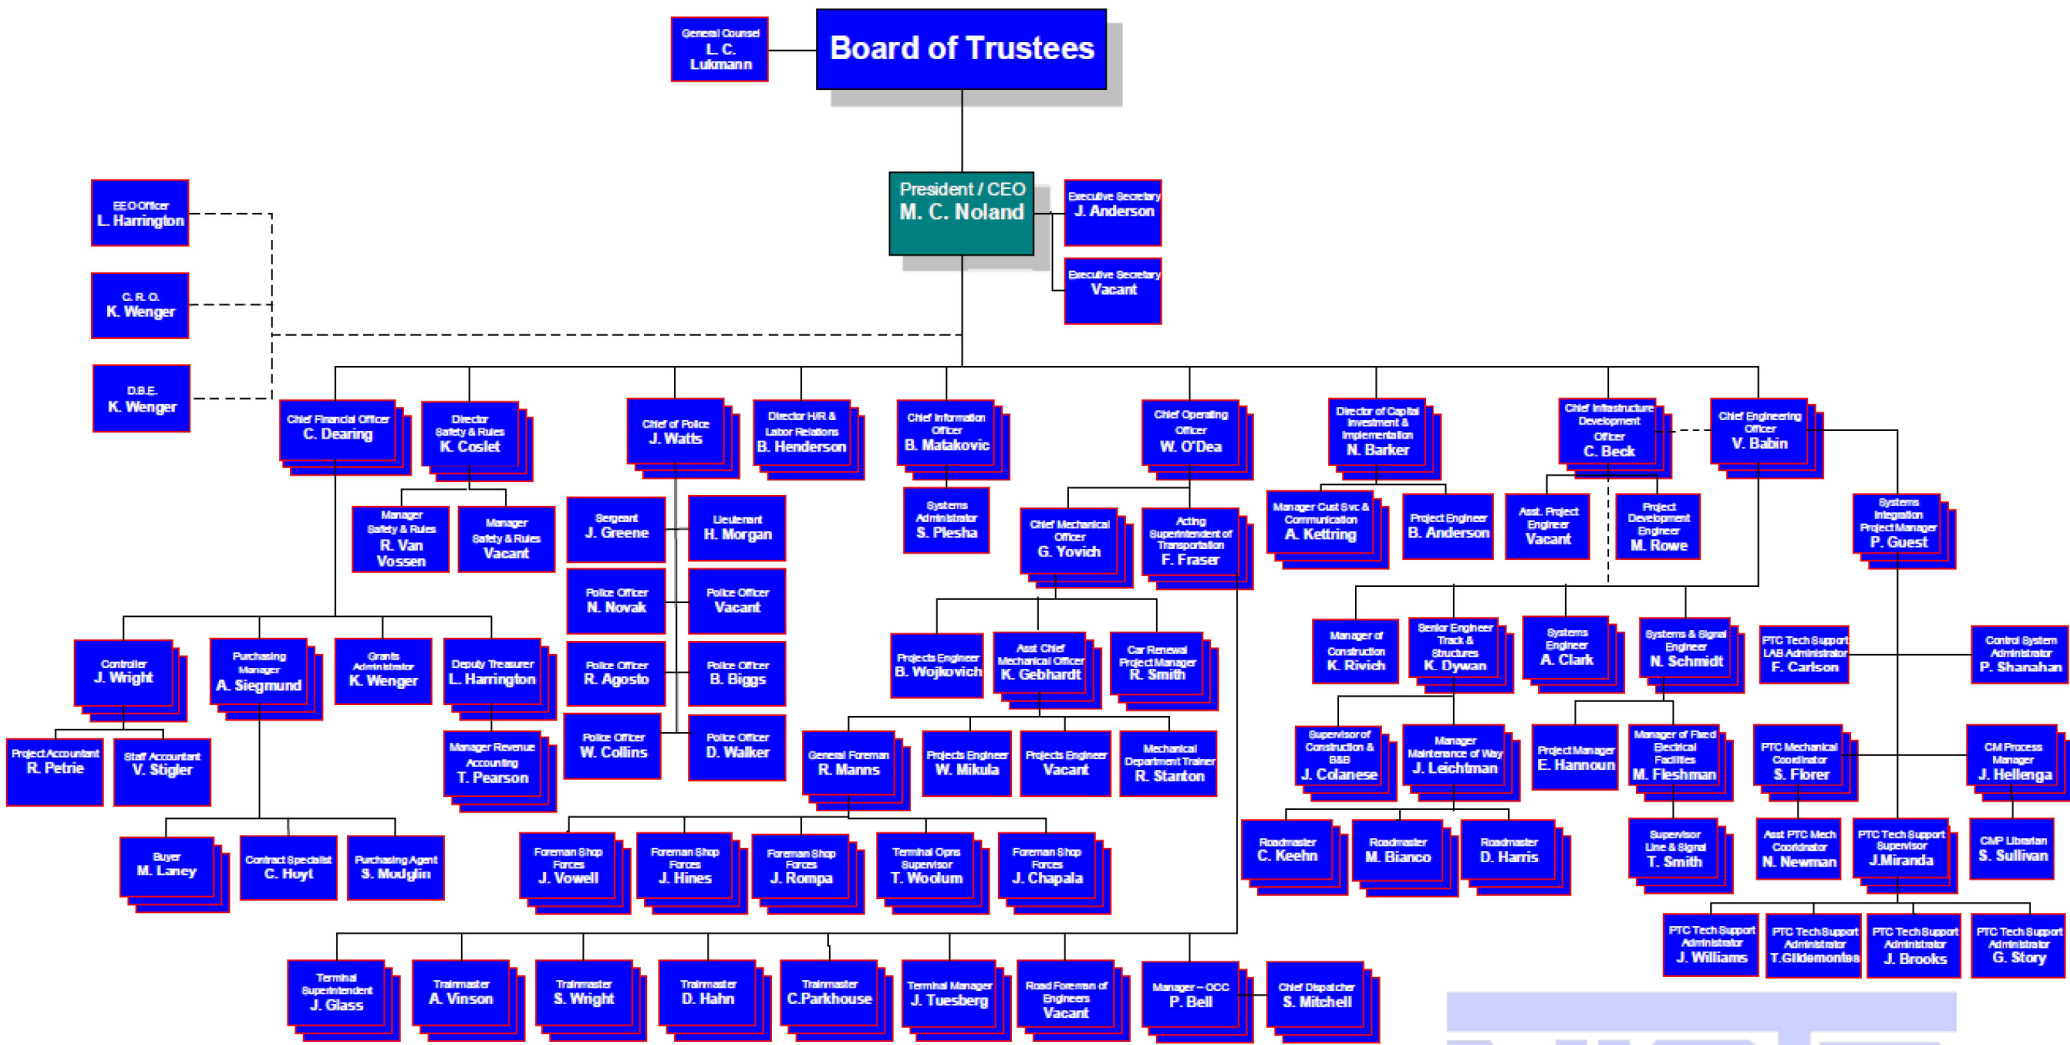 General Counsel
L. C.
Lukmann
Board of Trustees
President / CEO
M. C. Noland
Executive Secretary
J. Anderson
Executive Secretary
Vacant
EEO Officer
L. Harrington
C. R. O.
K. Wenger
D.B.E.
K. Wenger
Chief Financial Officer
C. Dearing
Director
Safety & Rules
K. Coslet
Chief of Police
J. Watts
Director H/R &
Labor Relations
B. Henderson
Chief Information
Officer
B. Matakovic
Chief Operating
Officer
W. O'Dea
Director of Capital
Investment &
Implementation
N. Barker
Chief Infrastructure
Development
Officer
C. Beck
Chief Engineering
Officer
V. Babin
Manager
Safety & Rules
R. Van
Vossen
Manager
Safety & Rules
Vacant
Sergeant
J. Greene
Lieutenant
H. Morgan
Systems
Administrator
S. Plesha
Chief Mechanical
Officer
G. Yovich
Acting
Superintendent of
Transportation
F. Fraser
Manager Cust Svc &
Communication
A. Kettring
Project Engineer
B. Anderson
Asst. Project
Engineer
Vacant
Project
Development
Engineer
M. Rowe
Systems
Integration
Project Manager
P. Guest
Police Officer
N. Novak
Police Officer
Vacant
Police Officer
R. Agosto
Police Officer
B. Biggs
Police Officer
W. Collins
Police Officer
D. Walker
Controller
J. Wright
Purchasing
Manager
A. Siegmund
Grants
Administrator
K. Wenger
Deputy Treasurer
L. Harrington
Projects Engineer
B. Wojkovich
Asst Chief
Mechanical Officer
K. Gebhardt
Car Renewal
Project Manager
R. Smith
Manager of
Construction
K. Rivich
Senior Engineer
Track &
Structures
K. Dywan
Systems
Engineer
A. Clark
Systems & Signal
Engineer
N. Schmidt
PTC Tech Support
LAB Administrator
F. Carlson
Control System
Administrator
P. Shanahan
Project Accountant
R. Petrie
Staff Accountant
V. Stigler
Manager Revenue
Accounting
T. Pearson
General Foreman
R. Manns
Projects Engineer
W. Mikula
Projects Engineer
Vacant
Mechanical
Department Trainer
R. Stanton
Supervisor of
Construction &
B&B
J. Colanese
Manager
Maintenance of Way
J. Leichtman
Project Manager
E. Hannoun
Manager of Fixed
Electrical
Facilities
M. Fleshman
PTC Mechanical
Coordinator
S. Florer
CM Process
Manager
J. Hellenga
Buyer
M. Laney
Contract Specialist
C. Hoyt
Purchasing Agent
S. Modglin
Foreman Shop
Forces
J. Vowell
Foreman Shop
Forces
J. Hines
Foreman Shop
Forces
J. Rompa
Terminal Opns
Supervisor
T. Woolum
Foreman Shop
Forces
J. Chapala
Roadmaster
C. Keehn
Roadmaster
M. Bianco
Roadmaster
D. Harris
Supervisor
Line & Signal
T. Smith
Asst PTC Mech
Coordinator
N. Newman
PTC Tech Support
Supervisor
J.Miranda
CMP Librarian
S. Sullivan
PTC Tech Support
Administrator
J. Williams
PTC Tech Support
Administrator
T.Gildemontes
PTC Tech Support
Administrator
J. Brooks
PTC Tech Support
Administrator
G. Story
Terminal
Superintendent
J. Glass
Trainmaster
A. Vinson
Trainmaster
S. Wright
Trainmaster
D. Hahn
Trainmaster
C.Parkhouse
Terminal Manager
J. Tuesberg
Road Foreman of
Engineers
Vacant
Manager – OCC
P. Bell
Chief Dispatcher
S. Mitchell